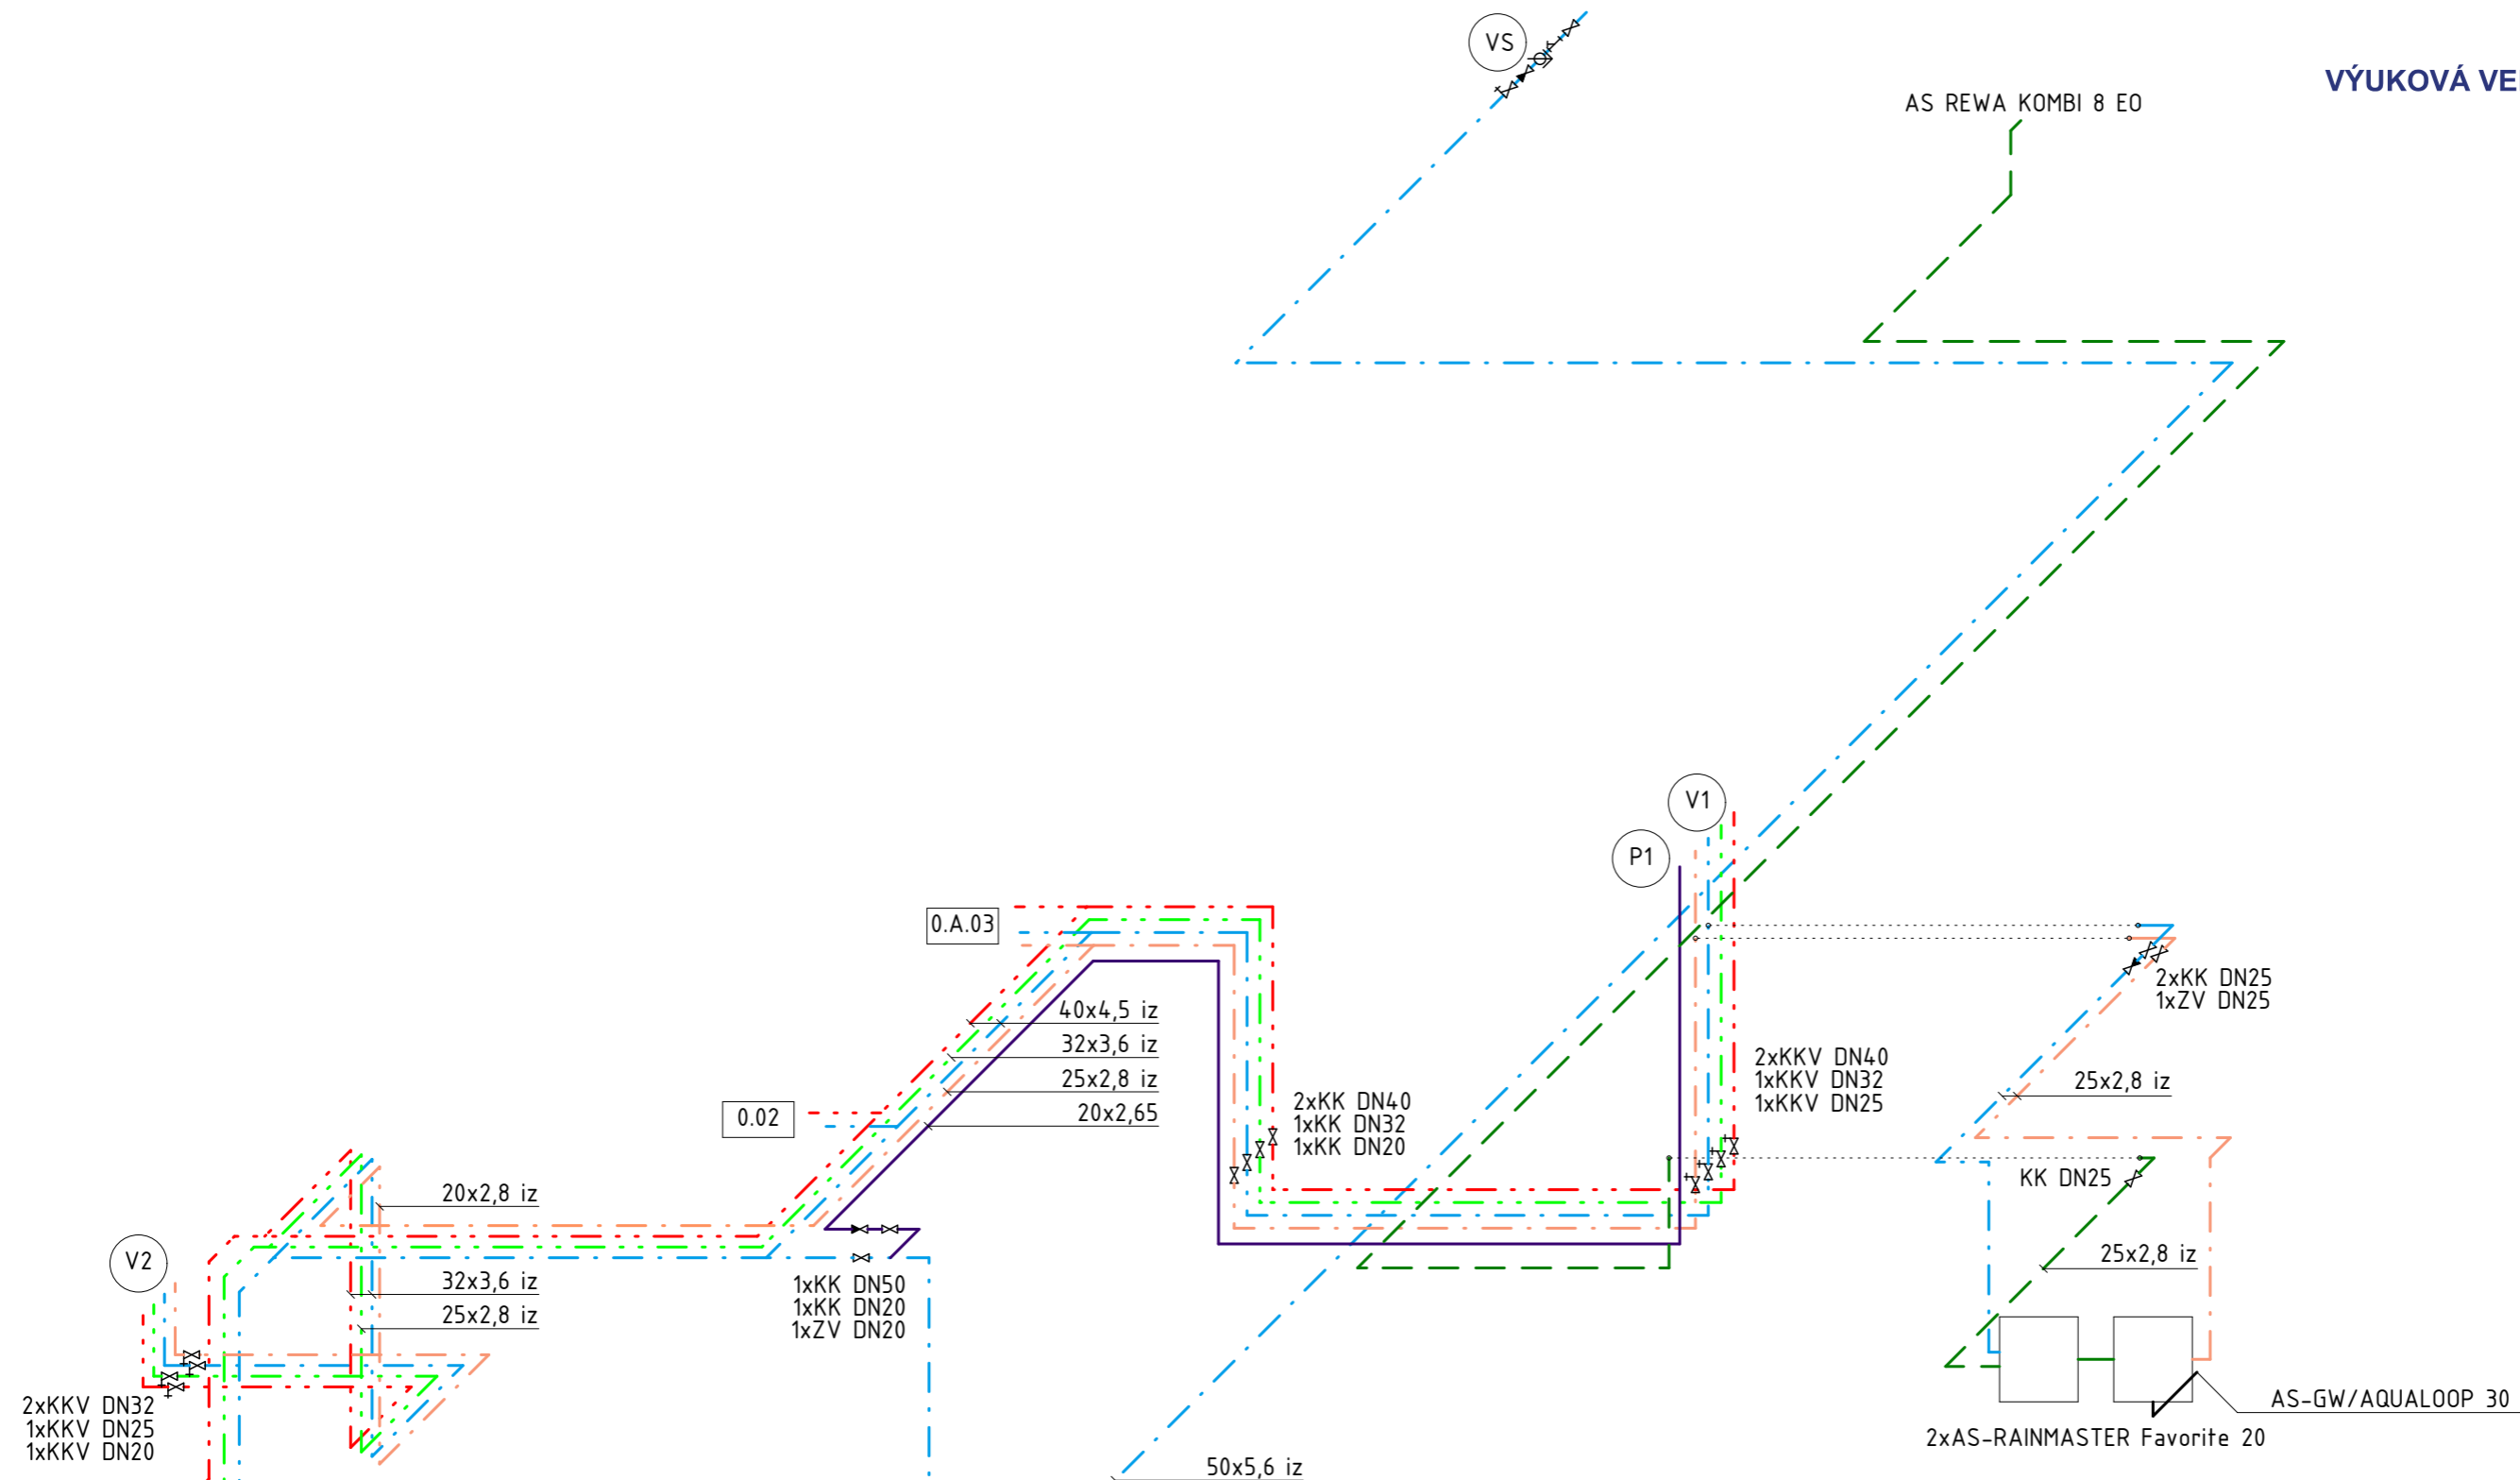 VS
VÝUKOVÁ VE
AS REWA KOMBI 8 EO
V1
P1
0.A.03
2xKK DN25
1xZV DN25
40x4,5 iz
32x3,6 iz
25x2,8 iz
20x2,65
2xKKV DN40
1xKKV DN32
1xKKV DN25
25x2,8 iz
0.02
2xKK DN40
1xKK DN32
1xKK DN20
KK DN25
20x2,8 iz
V2
25x2,8 iz
32x3,6 iz
25x2,8 iz
1xKK DN50
1xKK DN20
1xZV DN20
2xKKV DN32
1xKKV DN25
1xKKV DN20
AS-GW/AQUALOOP 30
2xAS-RAINMASTER Favorite 20
50x5,6 iz